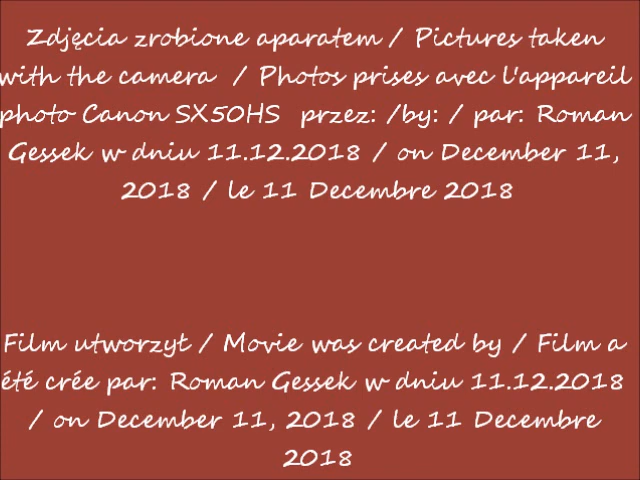 Zdjęcia zrobione aparatem / Pictures taken
with the camera / Photos prises avec l'appareil
photo Canon SX50HS przez: /by: / par: Roman
Gessek w dniu 11.12.2018 / on December 11,
2018 / le 11 Decembre 2018
Film utworzył / Movie was created by / Film a
été crée par: Roman Gessek w dniu 11.12.2018
/ on December 11, 2018 / le 11 Decembre
2018